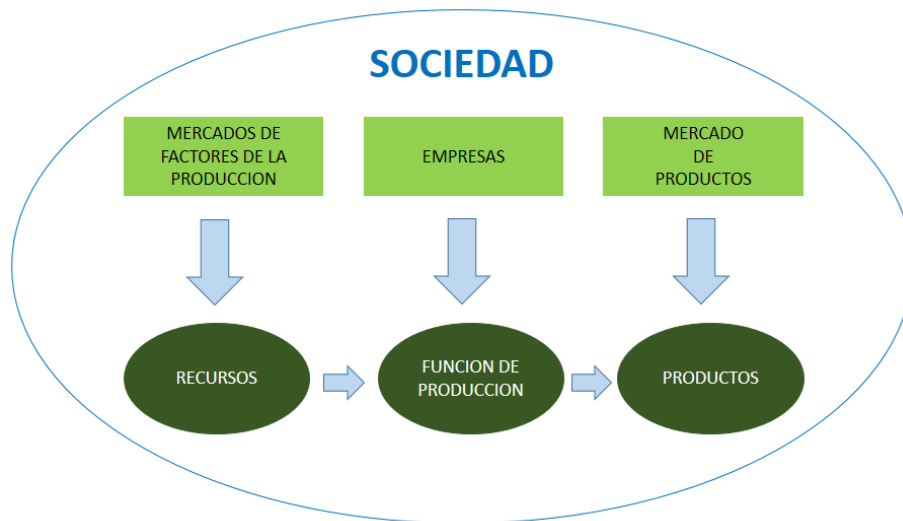 SOCIEDAD
MERCADOS DE
FACTORES DE LA
PRODUCCION
EMPRESAS
MERCADO
DE
PRODUCTOS
RECURSOS
FUNCION DE
PRODUCCION
PRODUCTOS